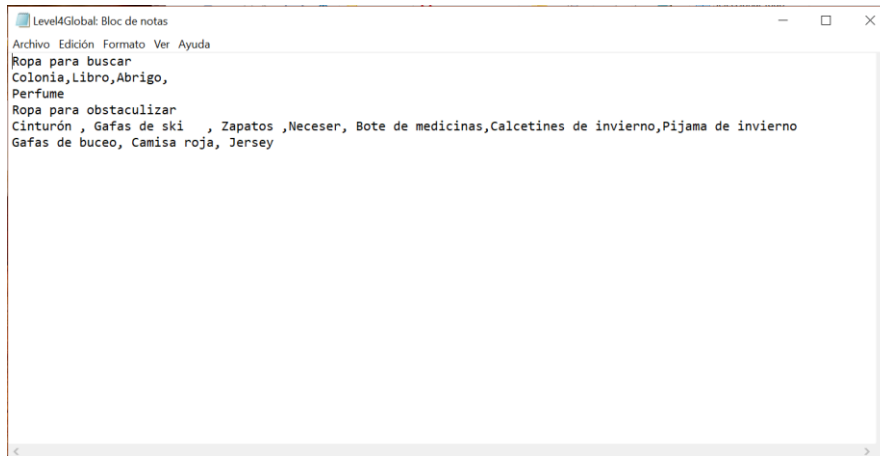 Level4Global: Bloc de notas
Archivo Edición Formato Ver Ayuda
Ropa para buscar
Colonia,Libro,Abrigo,
Perfume
Ropa para obstaculizar
Cinturón , Gafas de ski   , Zapatos ,Neceser, Bote de medicinas,Calcetines de invierno,Pijama de invierno
Gafas de buceo, Camisa roja, Jersey